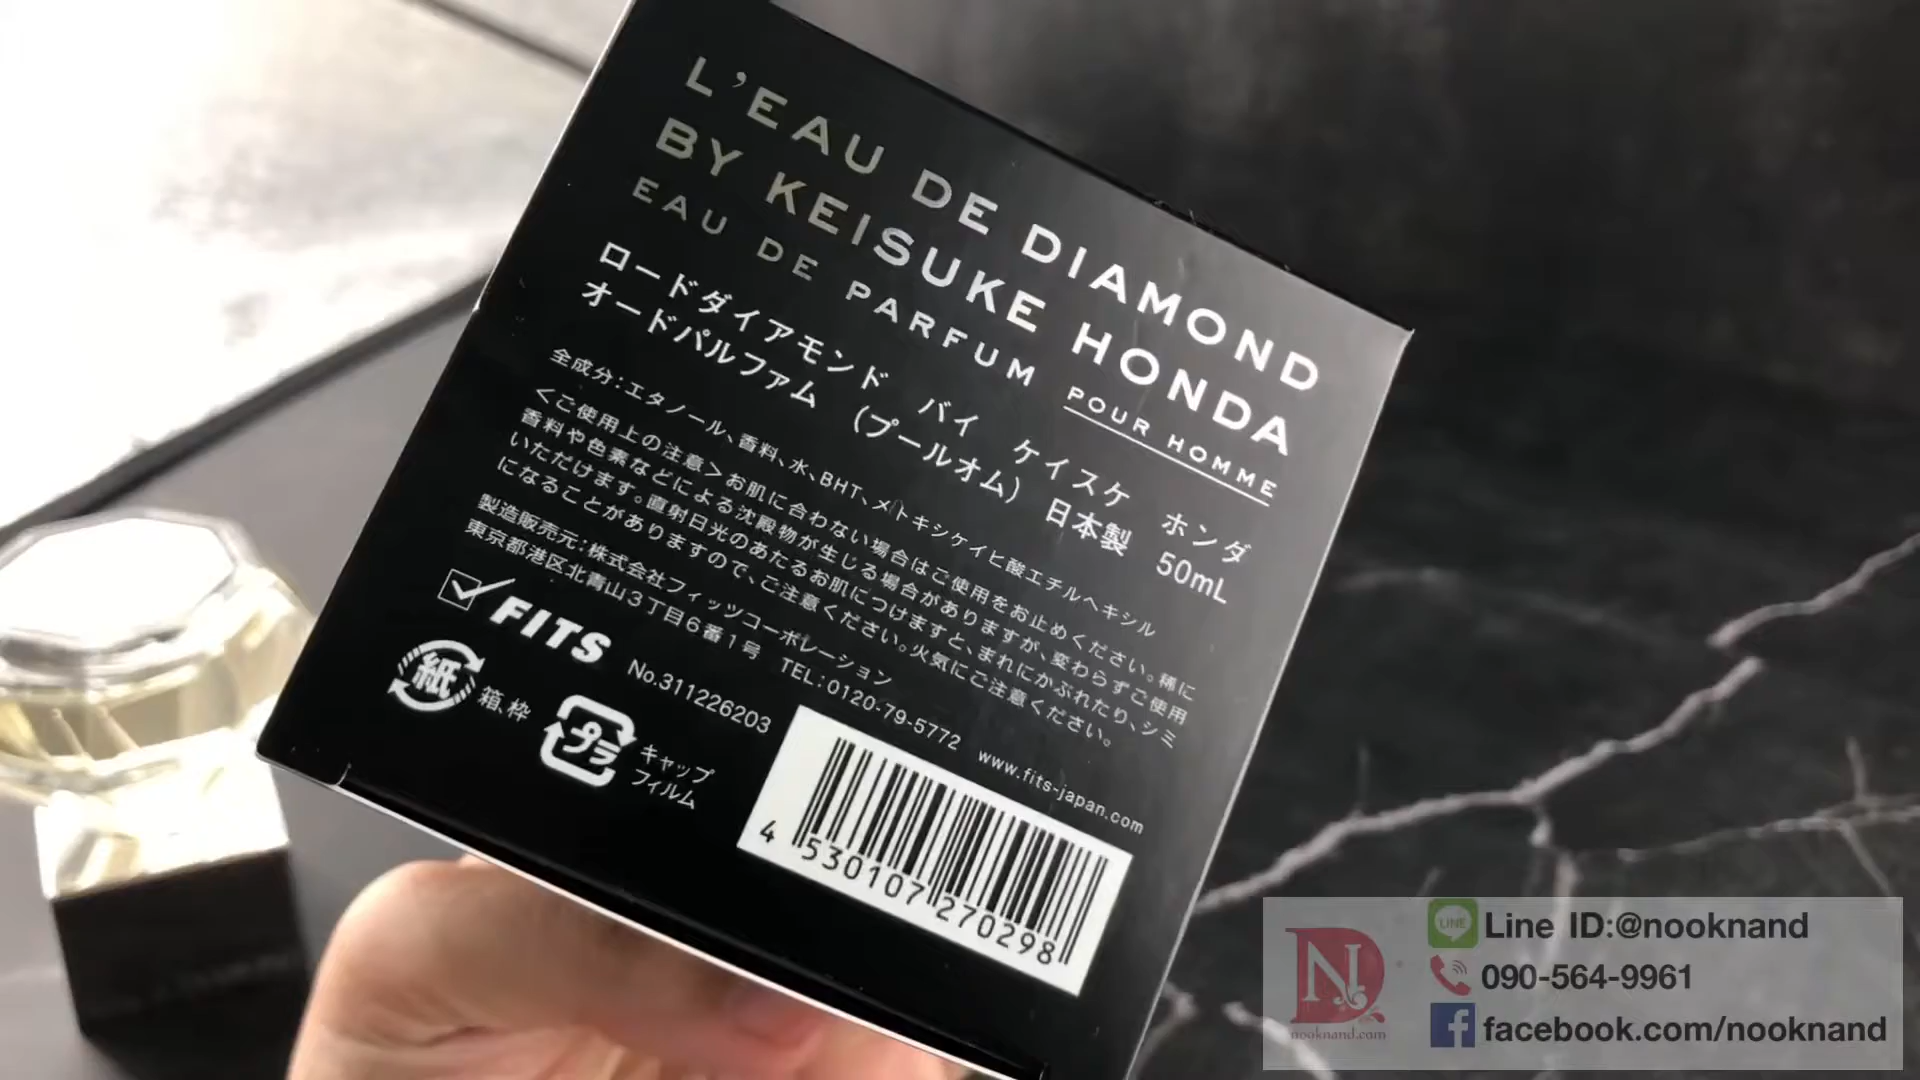 L'EAU DE DIAMOND
BY KEISUKE HONDA
EAU DE PARFUM POUR HOMME
ロードダイアモンド バイ ケイスケ ホンダ
オードパルファム (プールオム) 日本製 50mL
全成分:エタノール、香料、水、BHT、メトキシケイヒ酸エチルヘキシル
<ご使用上の注意>お肌に合わない場合はご使用をお止めください。稀に
香料や色素などによる沈殿物が生じる場合がありますが、変わらずご使用
いただけます。直射日光のあたるお肌につけますと、まれにかぶれたり、シミ
になることがありますので、ご注意ください。火気にご注意ください。
製造販売元:株式会社フィッツコーポレーション
東京都港区北青山3丁目6番1号 TEL:0120-79-5772 www.fits-japan.com
FITS No.311226203
紙 箱、枠
プラ キャップ
フィルム
4 530107 270298
LINE Line ID:@nooknand
090-564-9961
facebook.com/nooknand
ND
nooknand.com